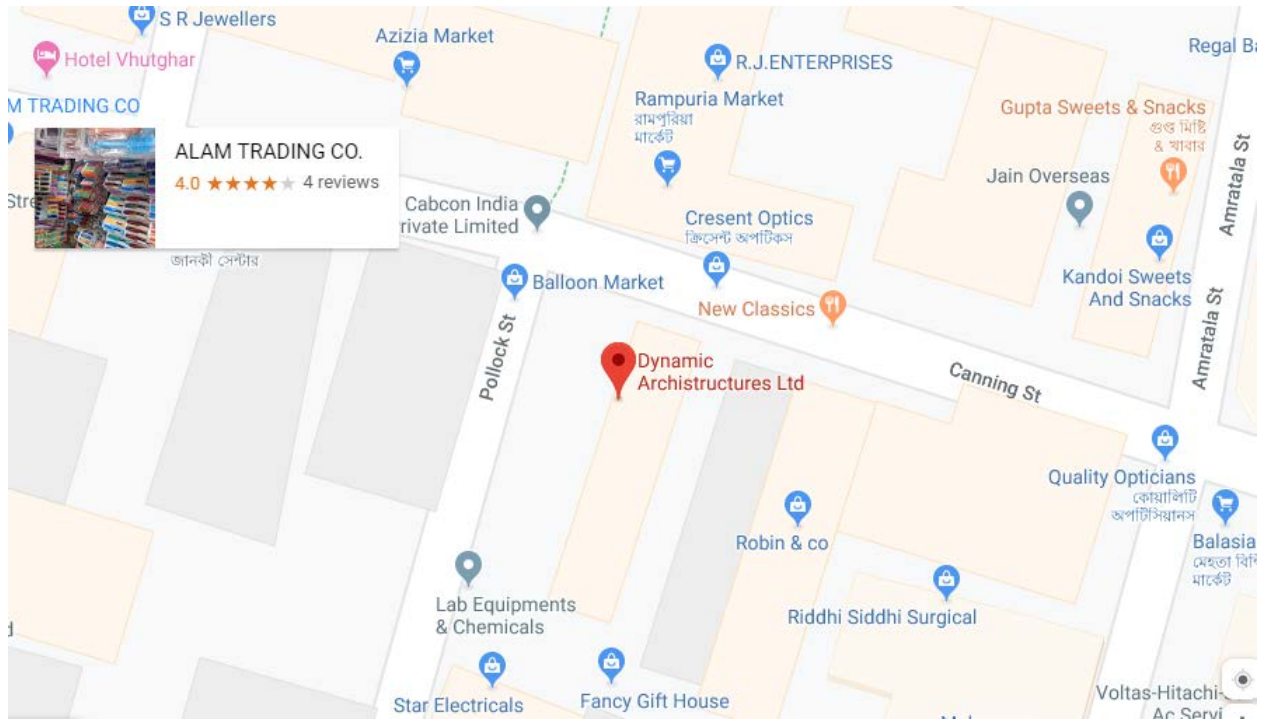 S R Jewellers
Hotel Vhutghar
Azizia Market
R.J.ENTERPRISES
Regal
M TRADING CO
Rampuria Market
রামপুরিয়া
মার্কেট
Gupta Sweets & Snacks
গুপ্ত মিষ্টি
& খাবার
ALAM TRADING CO.
4.0 ★★★★★ 4 reviews
Jain Overseas
Amratala St
Cabcon India
rivate Limited
Cresent Optics
ক্রিসেন্ট অপটিকস
জানকী সেন্টার
Kandoi Sweets
And Snacks
Balloon Market
New Classics
Pollock St
Amratala St
Dynamic
Archistructures Ltd
Canning St
Quality Opticians
কোয়ালিটি
অপটিসিয়ানস
Robin & co
Balasia
মেহতা
মার্কেট
Lab Equipments
& Chemicals
Riddhi Siddhi Surgical
Star Electricals
Fancy Gift House
Voltas-Hitachi-
Ac Servi